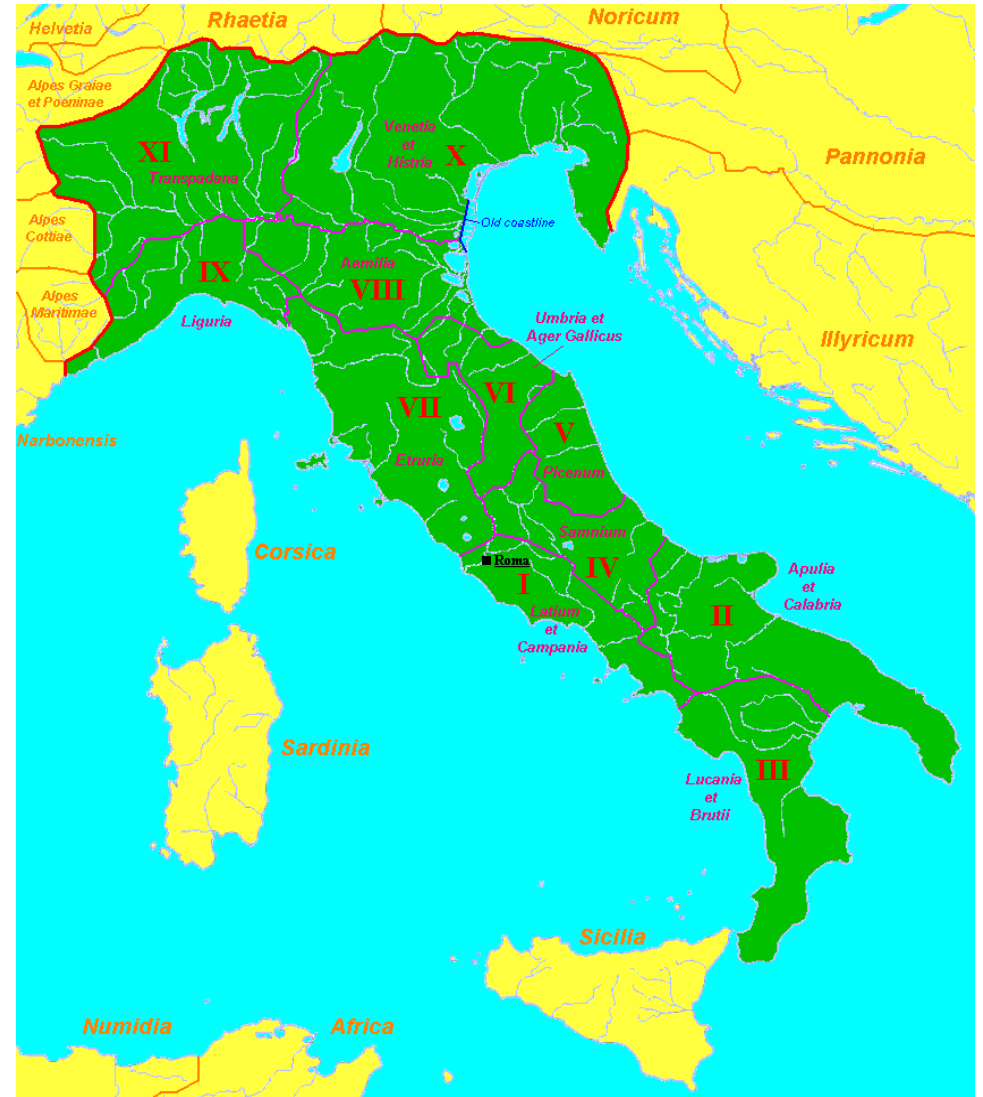 Rhaetia
Noricum
Helvetia
Alpes Graiae
et Poeninae
Venetia
et
Histria
X
XI
Transpadana
Pannonia
Alpes
Cottiae
Old coastline
IX
Aemilia
VIII
Alpes
Maritimae
Liguria
Umbria et
Ager Gallicus
Illyricum
VI
VII
V
Narbonensis
Etruria
Picenum
Samnium
Corsica
Roma
IV
I
Apulia
et
Calabria
Latium
et
Campania
II
Sardinia
III
Lucania
et
Brutii
Sicilia
Numidia
Africa